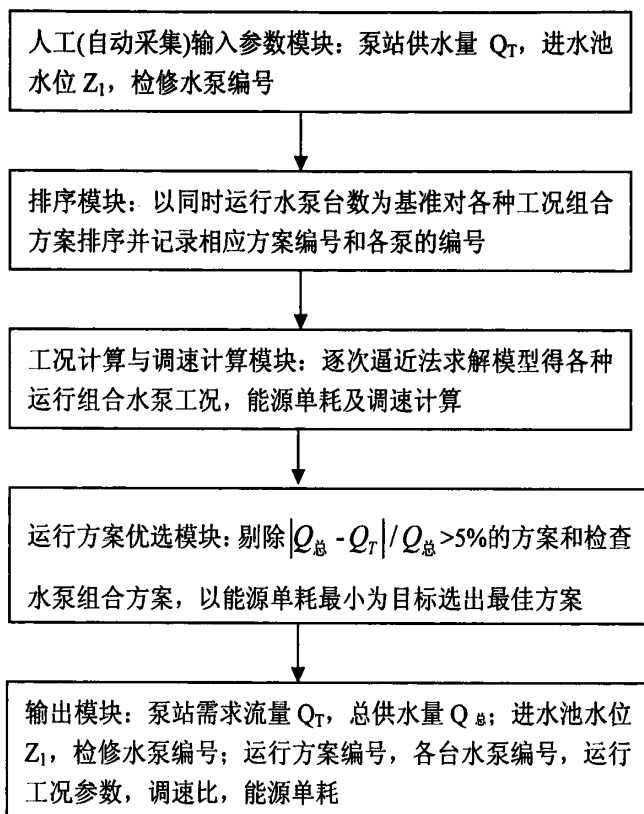 人工(自动采集)输入参数模块：泵站供水量 Q_T，进水池
水位 Z_1，检修水泵编号
排序模块：以同时运行水泵台数为基准对各种工况组合
方案排序并记录相应方案编号和各泵的编号
工况计算与调速计算模块：逐次逼近法求解模型得各种
运行组合水泵工况，能源单耗及调速计算
运行方案优选模块：剔除|Q_总 - Q_T| / Q_总 >5%的方案和检查
水泵组合方案，以能源单耗最小为目标选出最佳方案
输出模块：泵站需求流量 Q_T，总供水量 Q_总；进水池水位
Z_1，检修水泵编号；运行方案编号，各台水泵编号，运行
工况参数，调速比，能源单耗